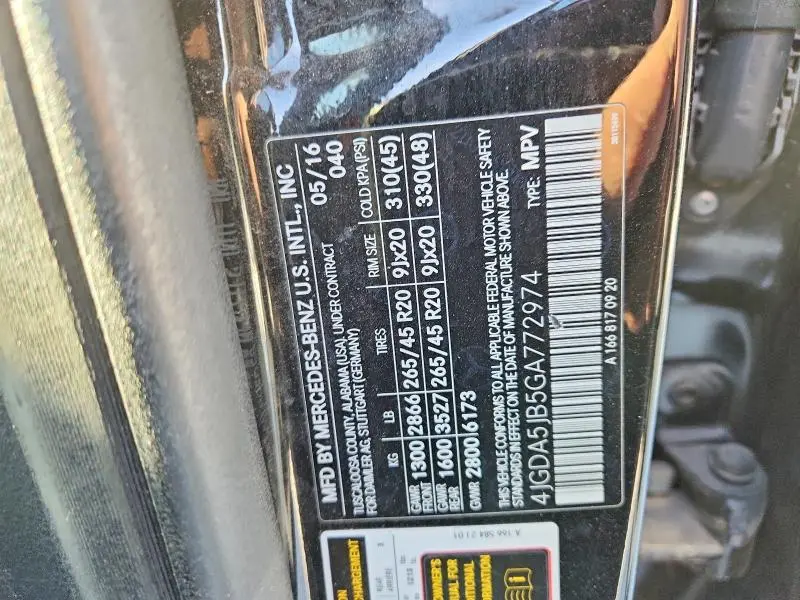 MFD BY MERCEDES-BENZ U.S. INTL., INC
TUSCALOOSA COUNTY, ALABAMA (USA), UNDER CONTRACT 05/16
FOR DAIMLER AG, STUTTGART (GERMANY) 040
KG LB TIRES RIM SIZE COLD KPA(PSI)
GAWR FRONT 1300 2866 265/45 R20 9Jx20 310(45)
GAWR REAR 1600 3527 265/45 R20 9Jx20 330(48)
GVWR 2800 6173
THIS VEHICLE CONFORMS TO ALL APPLICABLE FEDERAL MOTOR VEHICLE SAFETY
STANDARDS IN EFFECT ON THE DATE OF MANUFACTURE SHOWN ABOVE.
4JGDA5JB5GA772974 TYPE: MPV
A 166 817 09 20
A 166 584 21 01